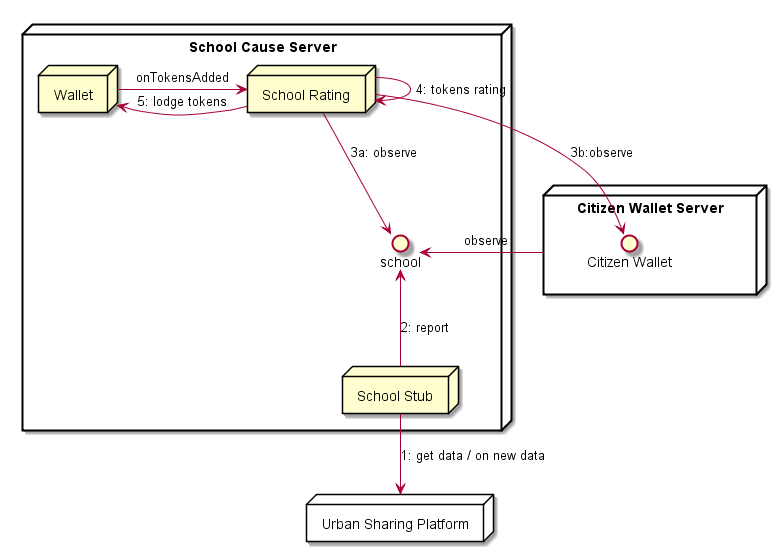 School Cause Server
Wallet
onTokensAdded
School Rating
4: tokens rating
5: lodge tokens
3a: observe
3b:observe
Citizen Wallet Server
observe
school
Citizen Wallet
2: report
School Stub
1: get data / on new data
Urban Sharing Platform